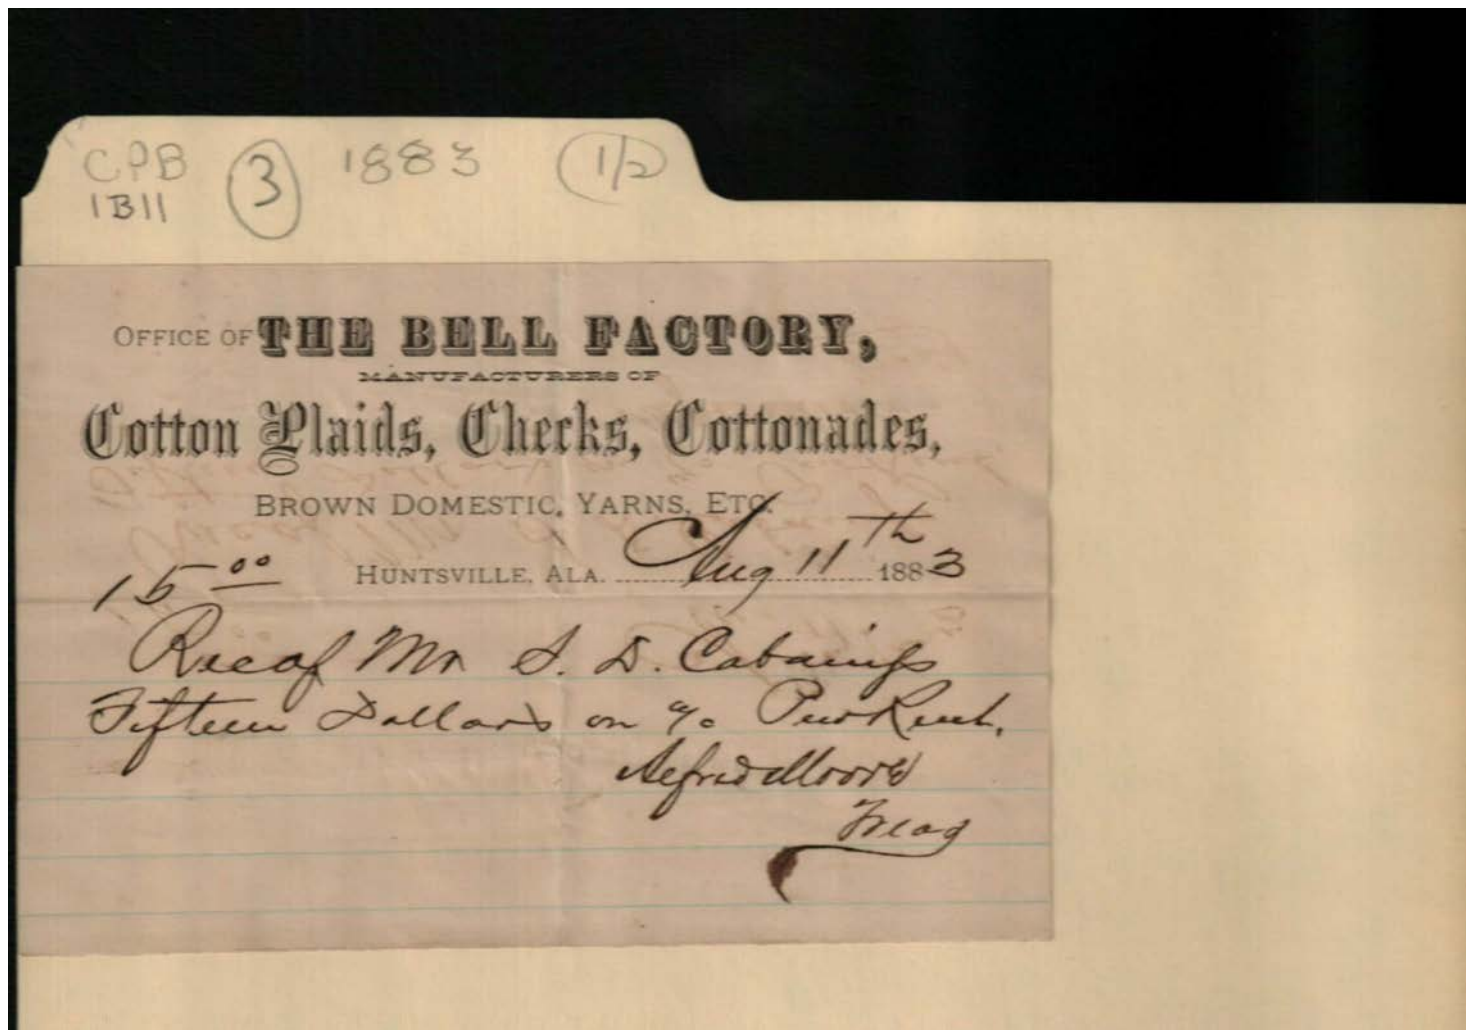 CPB 3 1883 1/2
1B11
OFFICE OF THE BELL FACTORY,
MANUFACTURERS OF
Cotton Plaids, Checks, Cottonades,
BROWN DOMESTIC, YARNS, ETC.
HUNTSVILLE, ALA. Aug 11th 1883
15.00
Rec of Mr S. D. Cabaniss
Fifteen Dollars on a/c Pew Rent.
Alfred Moore
Treas